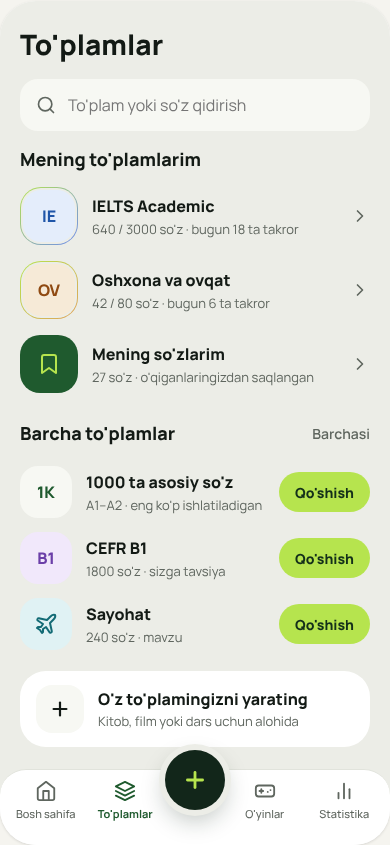 To'plamlar
To'plam yoki so'z qidirish
Mening to'plamlarim
IE
IELTS Academic
640 / 3000 so'z · bugun 18 ta takror
OV
Oshxona va ovqat
42 / 80 so'z · bugun 6 ta takror
Mening so'zlarim
27 so'z · o'qiganlaringizdan saqlangan
Barcha to'plamlar
Barchasi
1K
1000 ta asosiy so'z
A1–A2 · eng ko'p ishlatiladigan
Qo'shish
B1
CEFR B1
1800 so'z · sizga tavsiya
Qo'shish
Sayohat
240 so'z · mavzu
Qo'shish
O'z to'plamingizni yarating
Kitob, film yoki dars uchun alohida
Bosh sahifa
To'plamlar
O'yinlar
Statistika